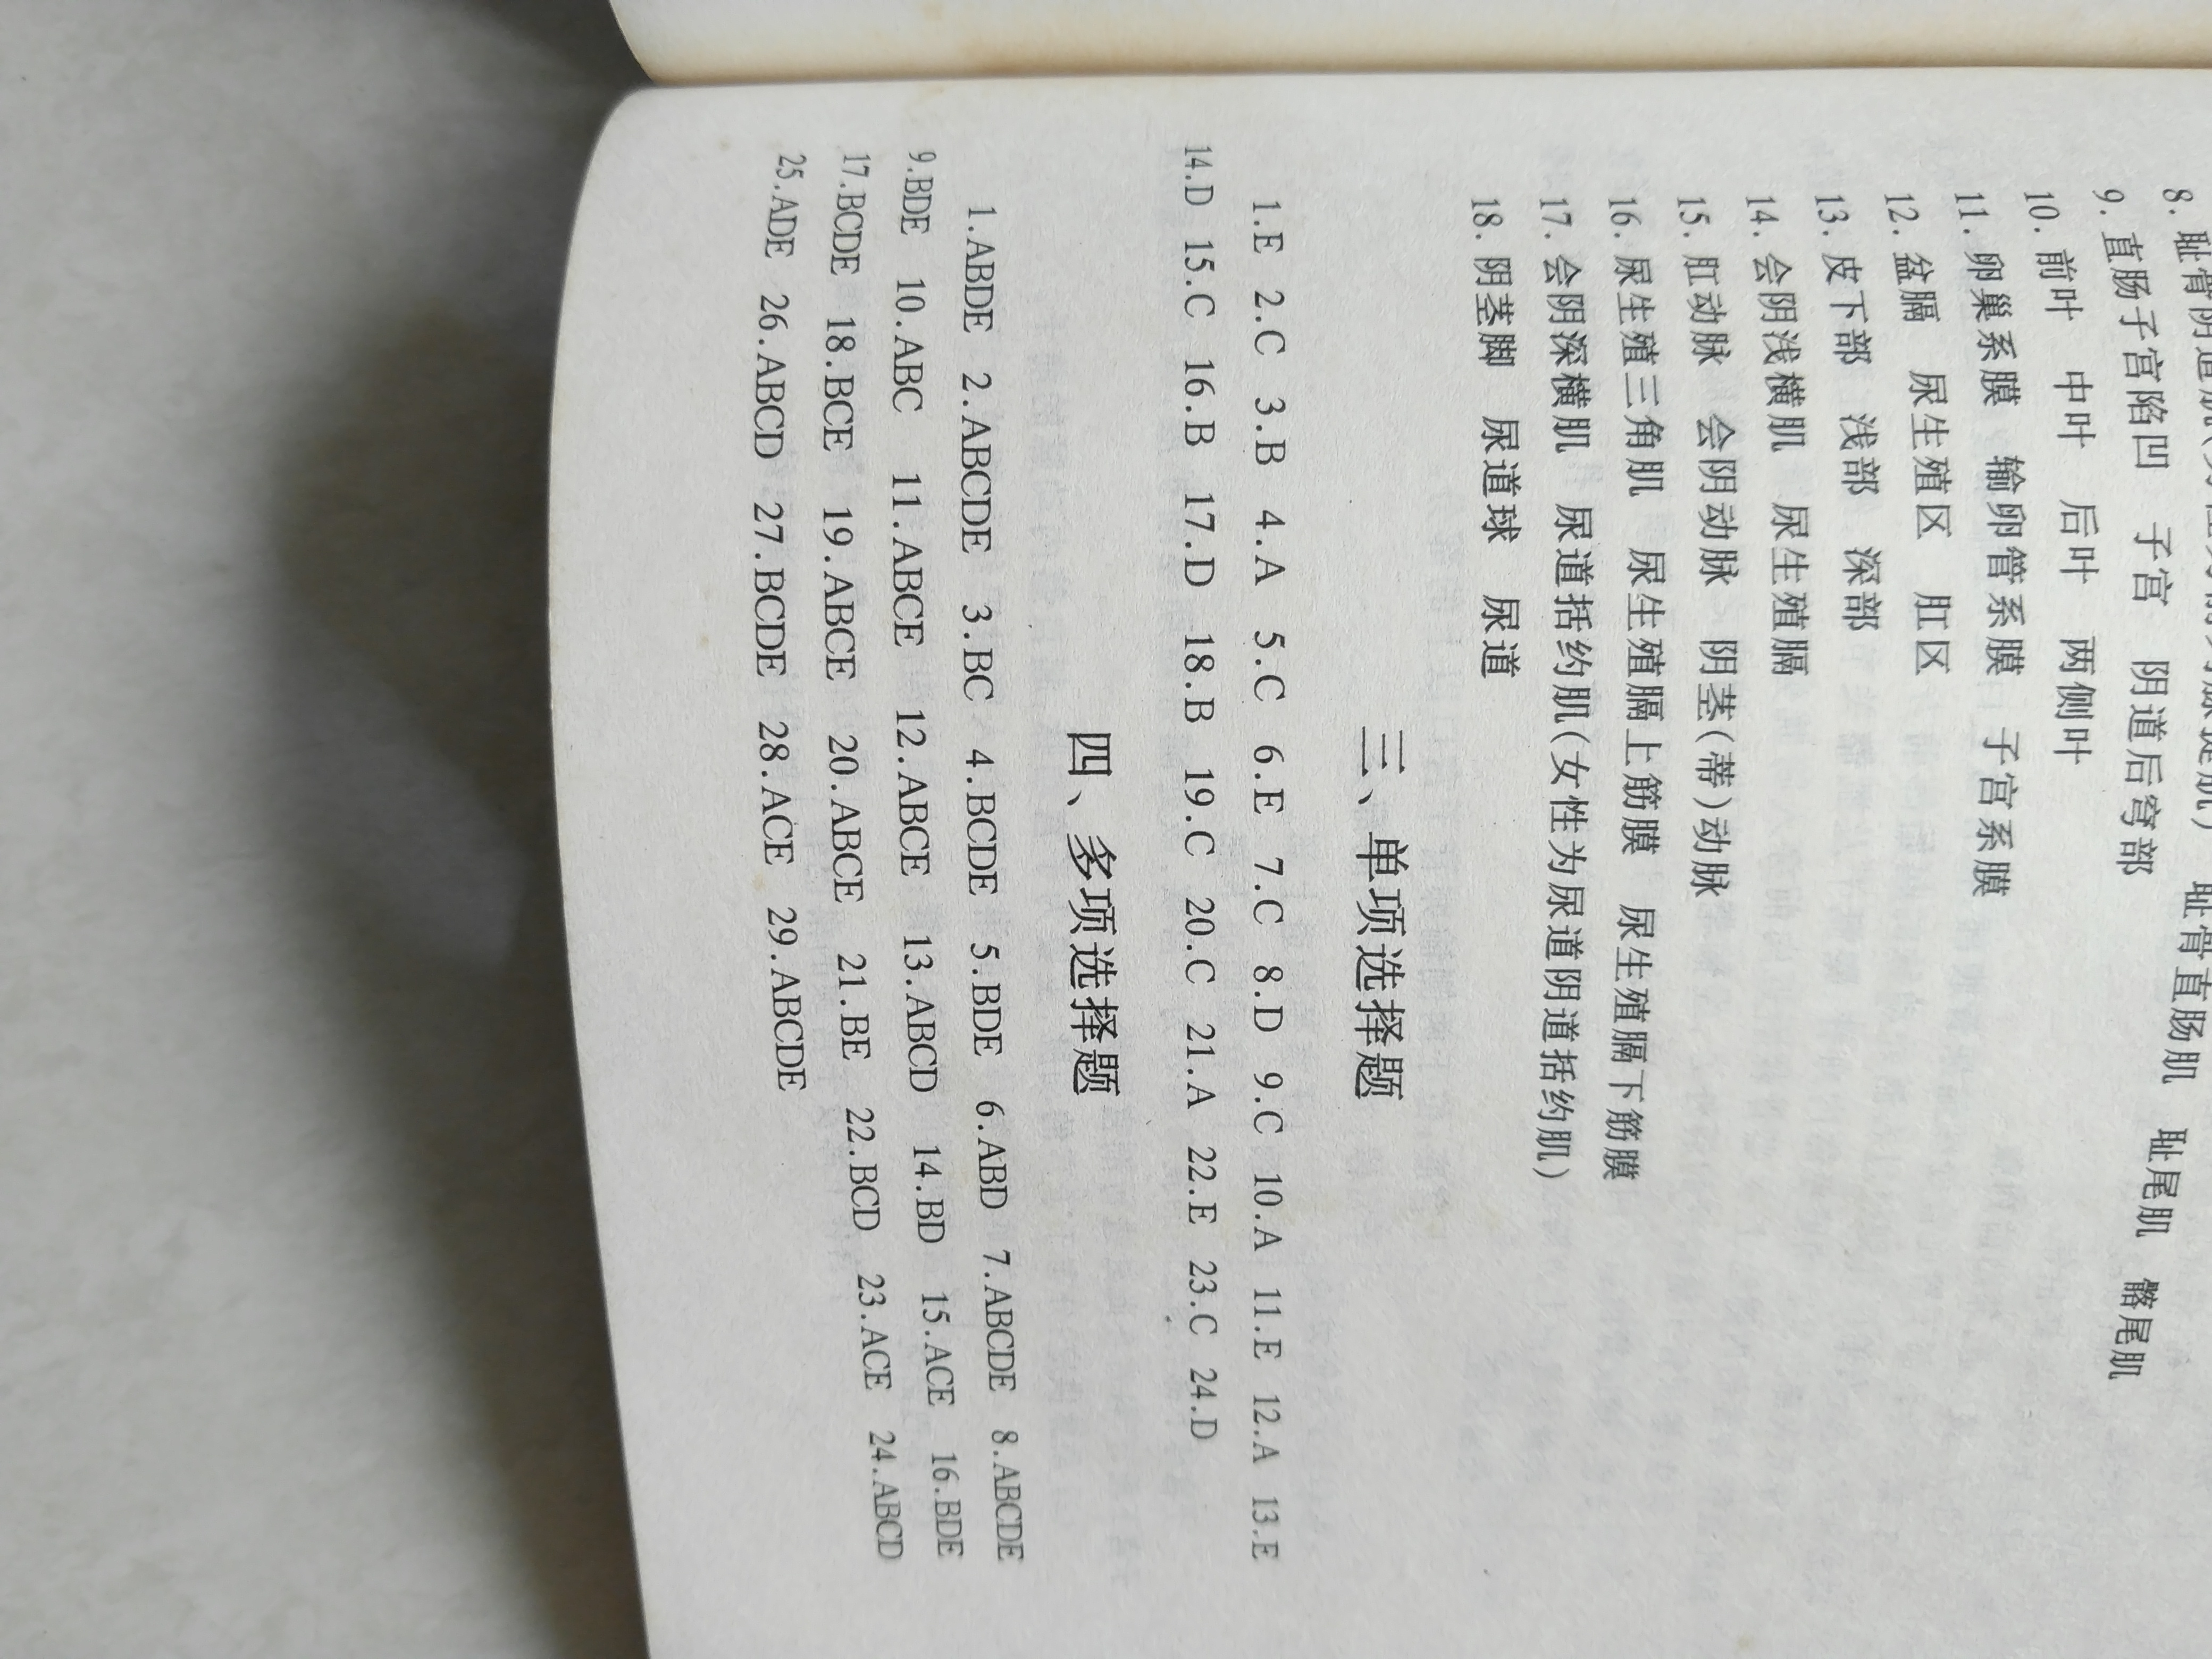 8. 耻骨阴道肌(男性为前列腺提肌) 耻骨直肠肌 耻尾肌 髂尾肌
9. 直肠子宫陷凹 子宫 阴道后穹部
10. 前叶 中叶 后叶 两侧叶
11. 卵巢系膜 输卵管系膜 子宫系膜
12. 盆膈 尿生殖区 肛区
13. 皮下部 浅部 深部
14. 会阴浅横肌 尿生殖膈
15. 肛动脉 会阴动脉 阴茎(蒂)动脉
16. 尿生殖三角肌 尿生殖膈上筋膜 尿生殖膈下筋膜
17. 会阴深横肌 尿道括约肌(女性为尿道阴道括约肌)
18. 阴茎脚 尿道球 尿道
三、单项选择题
1.E 2.C 3.B 4.A 5.C 6.E 7.C 8.D 9.C 10.A 11.E 12.A 13.E
14.D 15.C 16.B 17.D 18.B 19.C 20.C 21.A 22.E 23.C 24.D
四、多项选择题
1.ABDE 2.ABCDE 3.BC 4.BCDE 5.BDE 6.ABD 7.ABCDE 8.ABCDE
9.BDE 10.ABC 11.ABCE 12.ABCE 13.ABCD 14.BD 15.ACE 16.BDE
17.BCDE 18.BCE 19.ABCE 20.ABCE 21.BE 22.BCD 23.ACE 24.ABCD
25.ADE 26.ABCD 27.BCDE 28.ACE 29.ABCDE